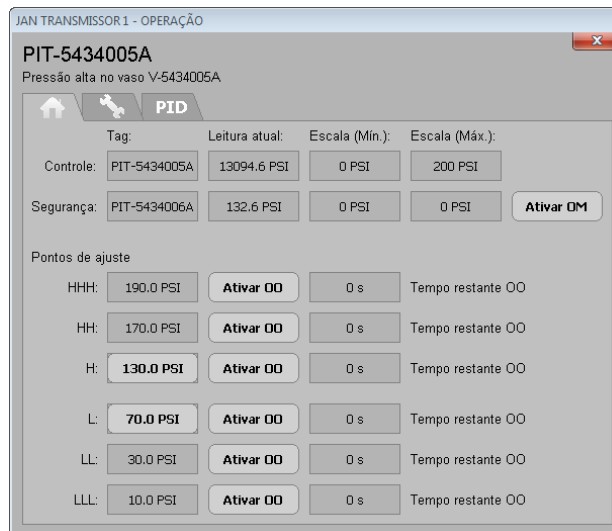 JAN TRANSMISSOR1 - OPERAÇÃO
PIT-5434005A
Pressão alta no vaso V-5434005A
PID
Tag: Leitura atual: Escala (Mín.): Escala (Máx.):
Controle: PIT-5434005A 13094.6 PSI 0 PSI 200 PSI
Segurança: PIT-5434006A 132.6 PSI 0 PSI 0 PSI Ativar OM
Pontos de ajuste
HHH: 190.0 PSI Ativar OO 0 s Tempo restante OO
HH: 170.0 PSI Ativar OO 0 s Tempo restante OO
H: 130.0 PSI Ativar OO 0 s Tempo restante OO
L: 70.0 PSI Ativar OO 0 s Tempo restante OO
LL: 30.0 PSI Ativar OO 0 s Tempo restante OO
LLL: 10.0 PSI Ativar OO 0 s Tempo restante OO